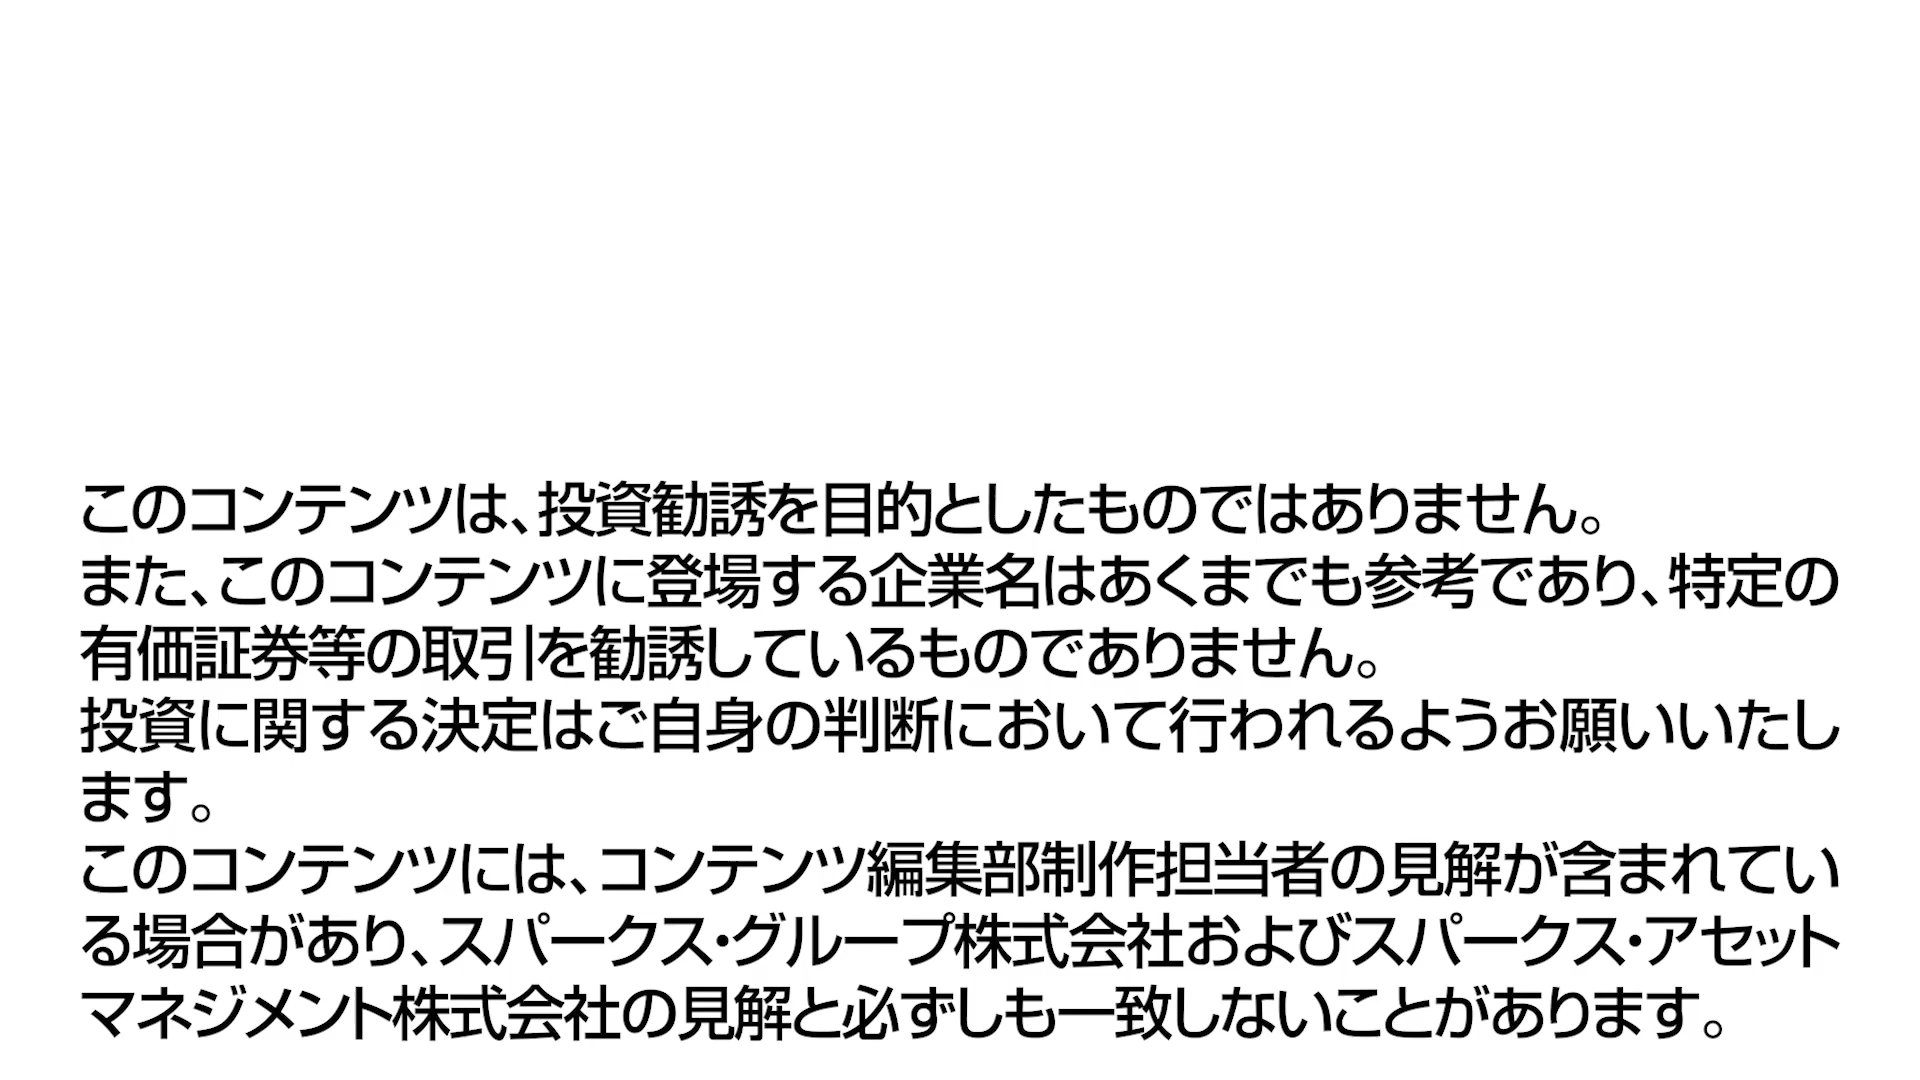 このコンテンツは、投資勧誘を目的としたものではありません。
また、このコンテンツに登場する企業名はあくまでも参考であり、特定の
有価証券等の取引を勧誘しているものでありません。
投資に関する決定はご自身の判断において行われるようお願いいたし
ます。
このコンテンツには、コンテンツ編集部制作担当者の見解が含まれてい
る場合があり、スパークス・グループ株式会社およびスパークス・アセット
マネジメント株式会社の見解と必ずしも一致しないことがあります。